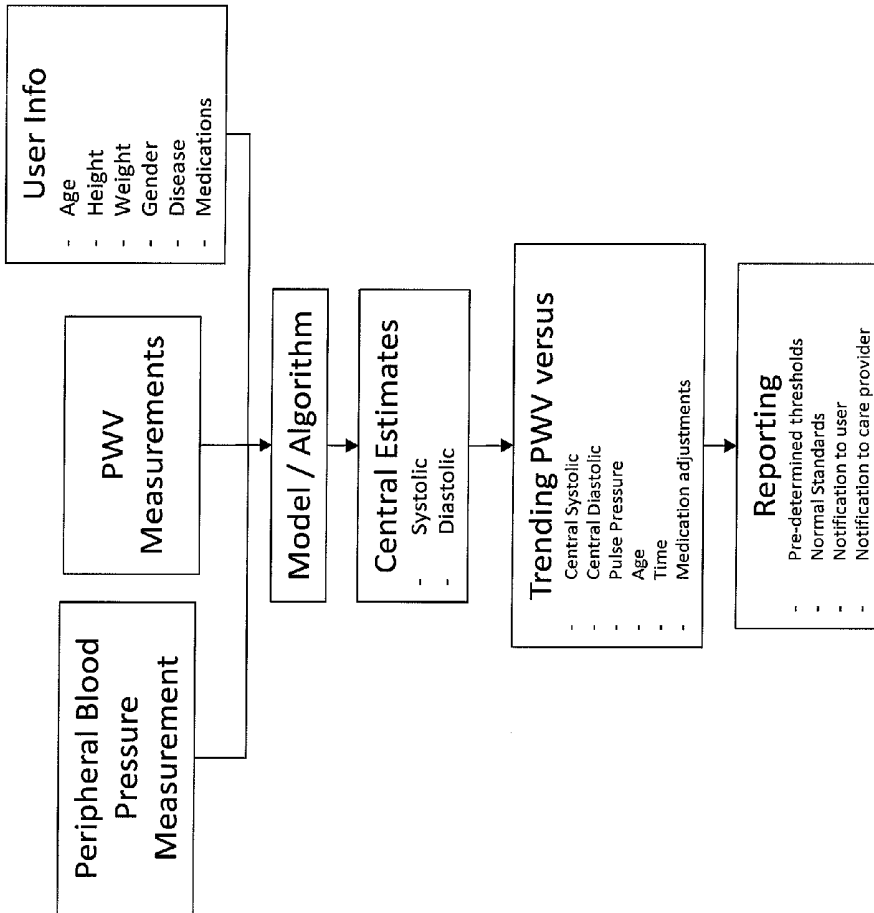 Peripheral Blood
Pressure
Measurement
PWV
Measurements
User Info
- Age
- Height
- Weight
- Gender
- Disease
- Medications
Model / Algorithm
Central Estimates
- Systolic
- Diastolic
Trending PWV versus
- Central Systolic
- Central Diastolic
- Pulse Pressure
- Age
- Time
- Medication adjustments
Reporting
- Pre-determined thresholds
- Normal Standards
- Notification to user
- Notification to care provider